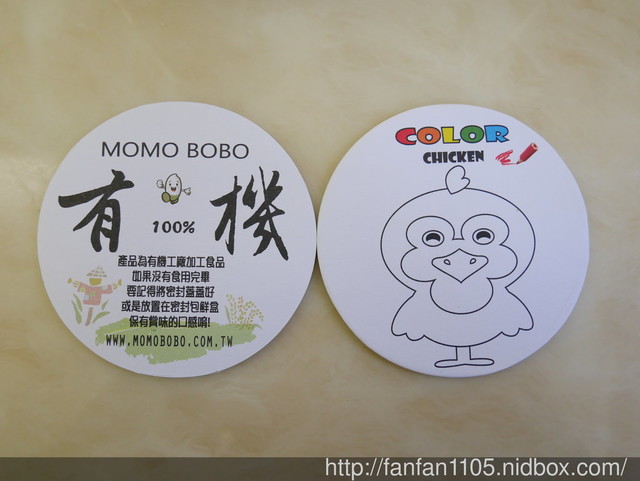 MOMO BOBO
有機
100%
產品為有機工廠加工食品
如果沒有食用完畢
要記得將密封蓋蓋好
或是放置在密封包鮮盒
保有賞味的口感唷!
WWW.MOMOBOBO.COM.TW
COLOR
CHICKEN
http://fanfan1105.nidbox.com/